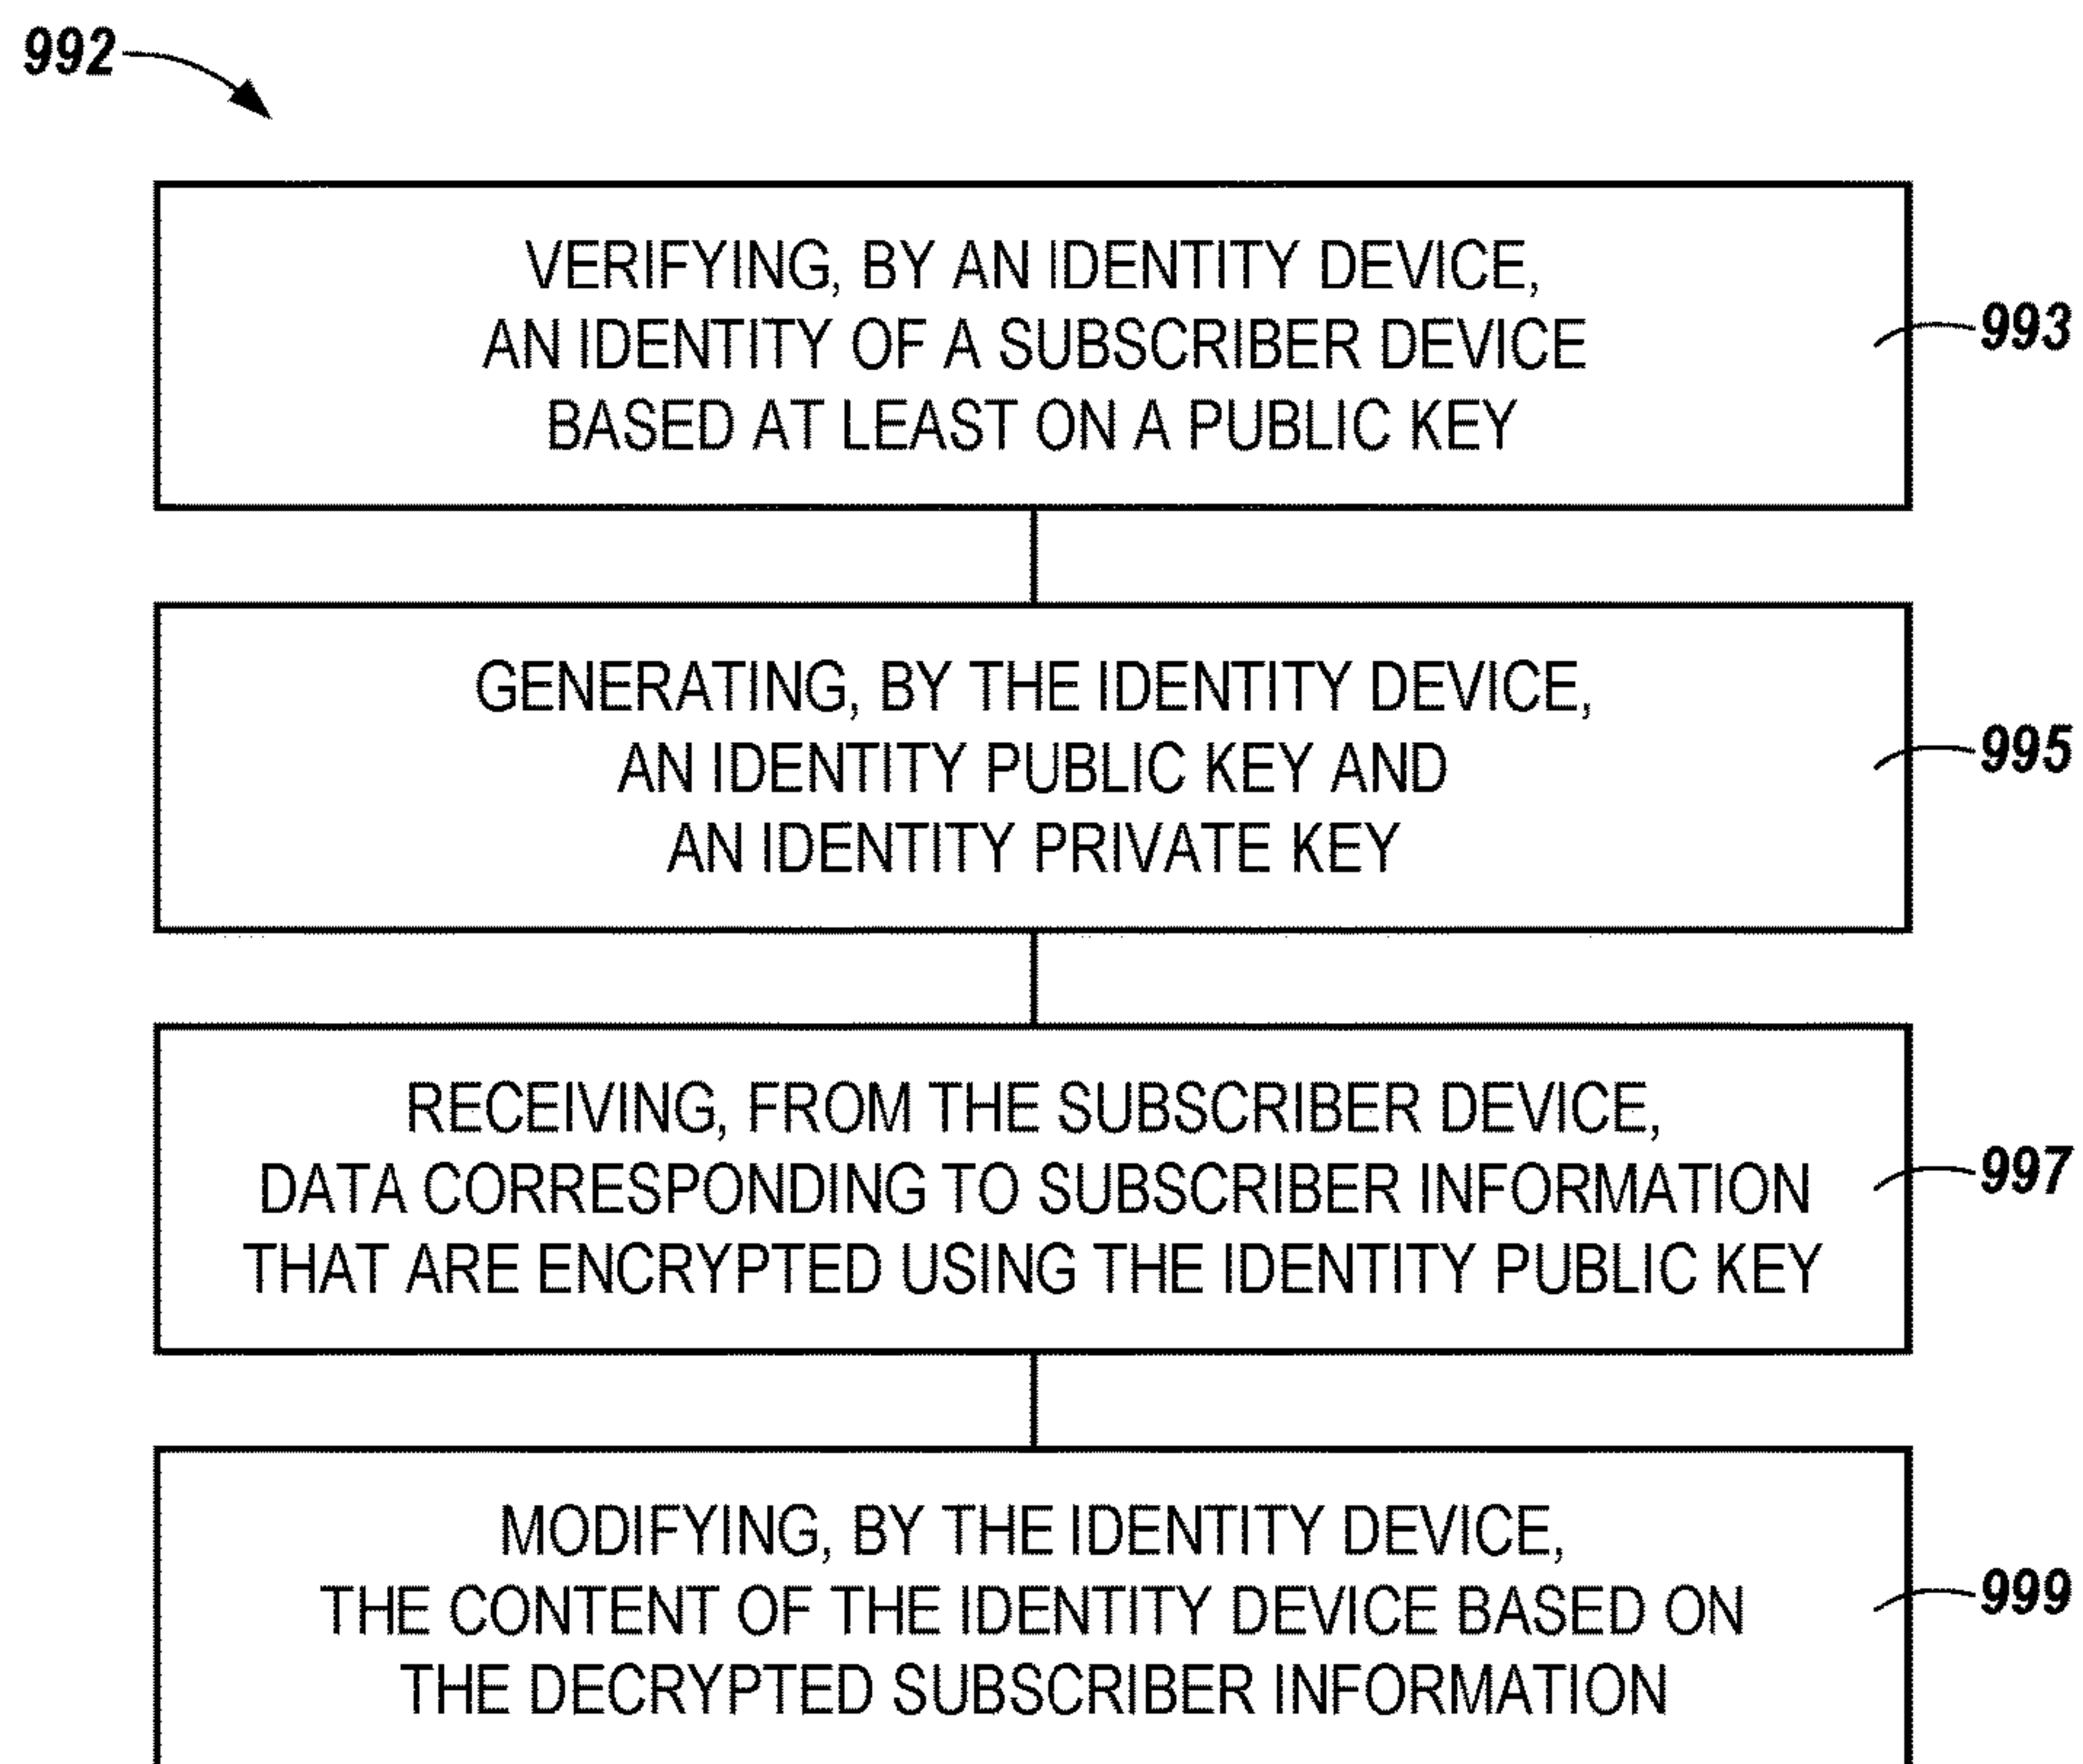 992
VERIFYING, BY AN IDENTITY DEVICE,
AN IDENTITY OF A SUBSCRIBER DEVICE
BASED AT LEAST ON A PUBLIC KEY
993
GENERATING, BY THE IDENTITY DEVICE,
AN IDENTITY PUBLIC KEY AND
AN IDENTITY PRIVATE KEY
995
RECEIVING, FROM THE SUBSCRIBER DEVICE,
DATA CORRESPONDING TO SUBSCRIBER INFORMATION
THAT ARE ENCRYPTED USING THE IDENTITY PUBLIC KEY
997
MODIFYING, BY THE IDENTITY DEVICE,
THE CONTENT OF THE IDENTITY DEVICE BASED ON
THE DECRYPTED SUBSCRIBER INFORMATION
999